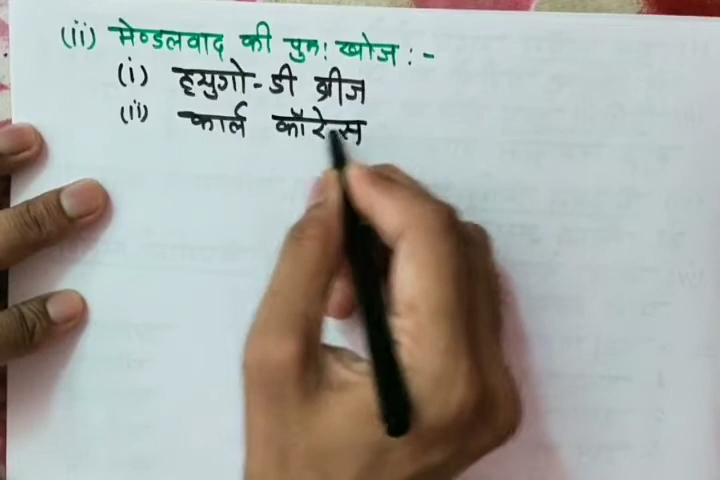 (ii) मेण्डलवाद की पुनः खोज :-
(i) ह्युगो-डी व्रीज
(ii) कार्ल कॉरेन्स